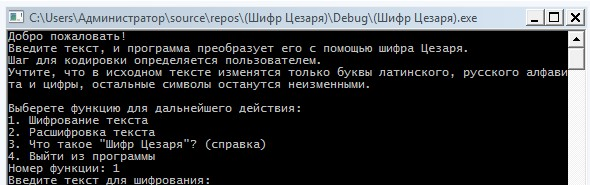 C:\Users\Администратор\source\repos\(Шифр Цезаря)\Debug\(Шифр Цезаря).exe
Добро пожаловать!
Введите текст, и программа преобразует его с помощью шифра Цезаря.
Шаг для кодировки определяется пользователем.
Учтите, что в исходном тексте изменятся только буквы латинского, русского алфави
та и цифры, остальные символы останутся неизменными.
Выберете функцию для дальнейшего действия:
1. Шифрование текста
2. Расшифровка текста
3. Что такое "Шифр Цезаря"? (справка)
4. Выйти из программы
Номер функции: 1
Введите текст для шифрования: